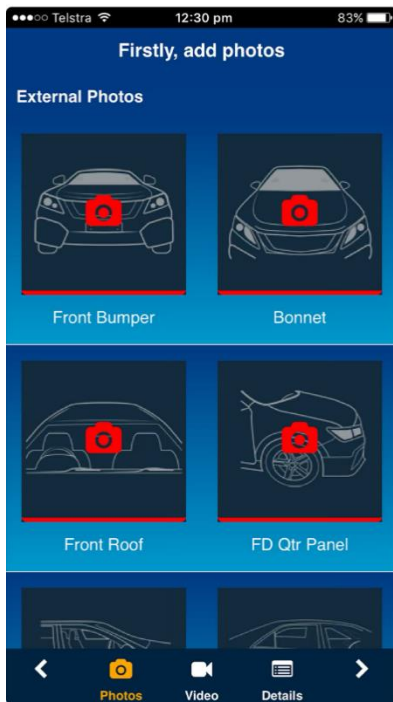 Telstra 12:30 pm 83%
Firstly, add photos
External Photos
Front Bumper Bonnet
Front Roof FD Qtr Panel
Photos Video Details